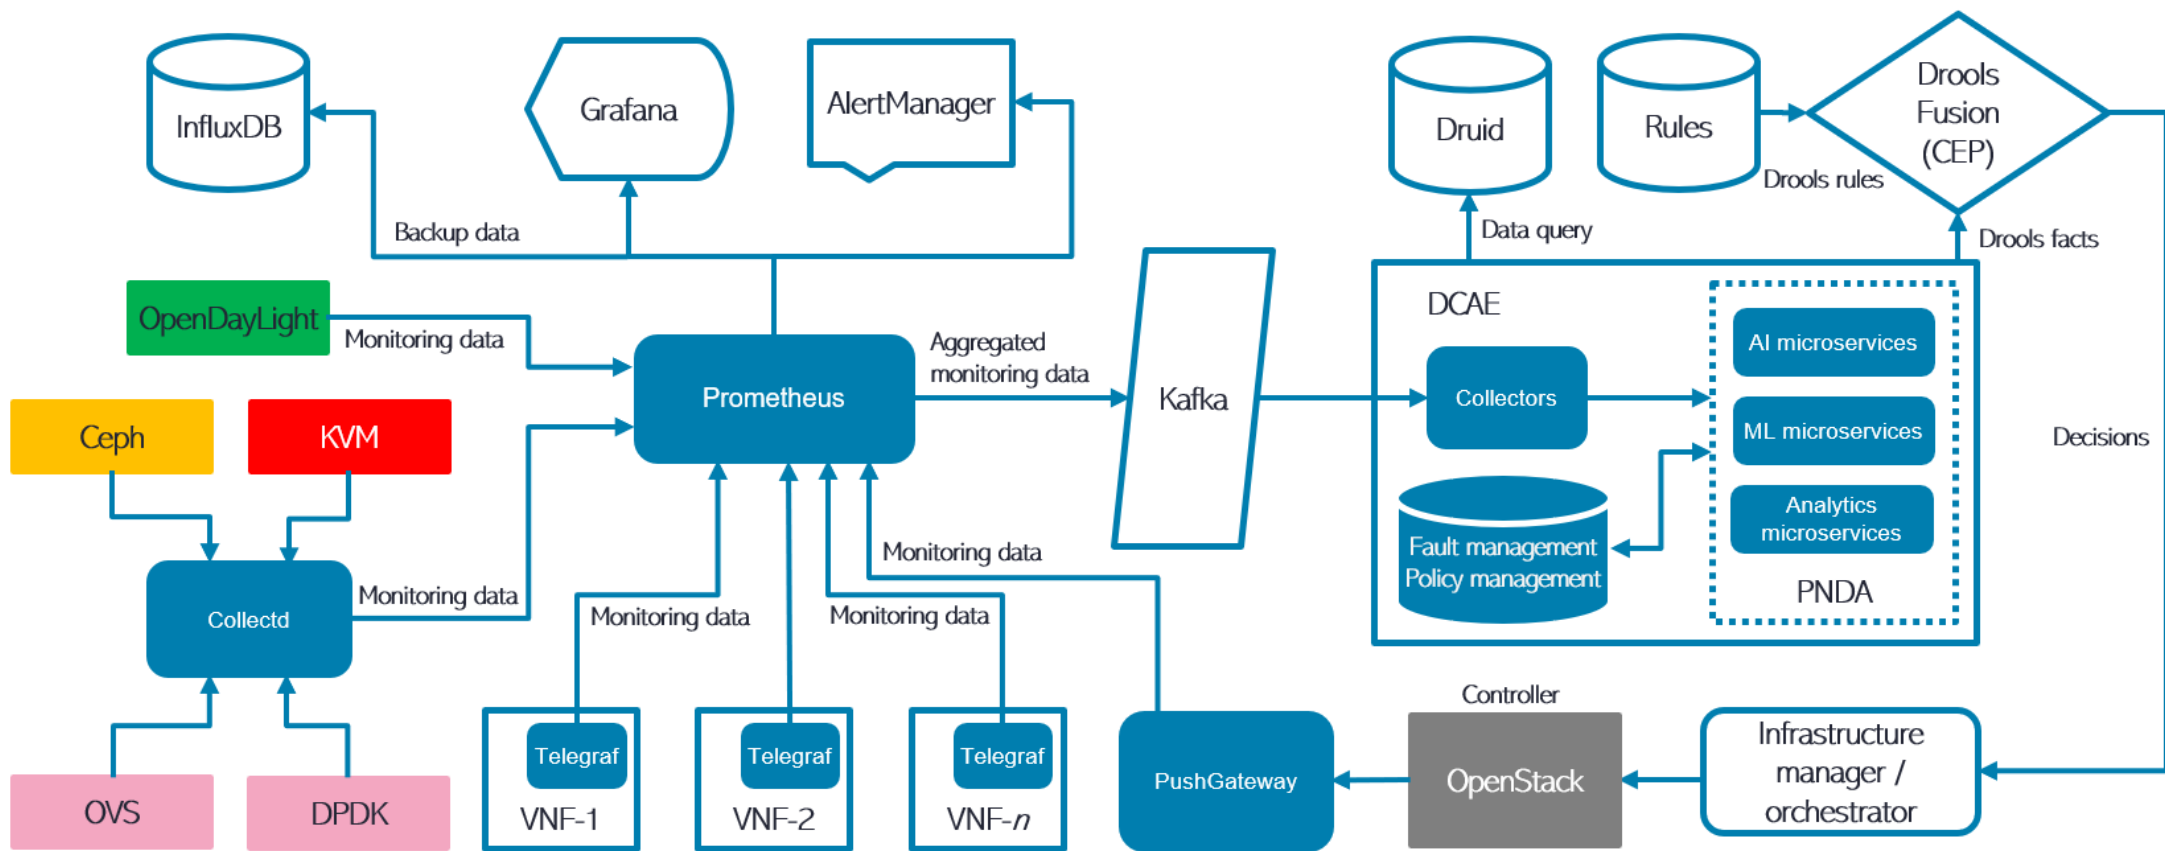 InfluxDB
Grafana
AlertManager
Druid
Rules
Drools
Fusion
(CEP)
Drools rules
Backup data
Data query
Drools facts
OpenDayLight
Monitoring data
Ceph
KVM
Prometheus
Aggregated
monitoring data
Kafka
DCAE
Collectors
AI microservices
ML microservices
Analytics
microservices
PNDA
Fault management
Policy management
Decisions
Collectd
Monitoring data
Monitoring data
Monitoring data
Monitoring data
OVS
DPDK
Telegraf
VNF-1
Telegraf
VNF-2
Telegraf
VNF-n
PushGateway
Controller
OpenStack
Infrastructure
manager /
orchestrator